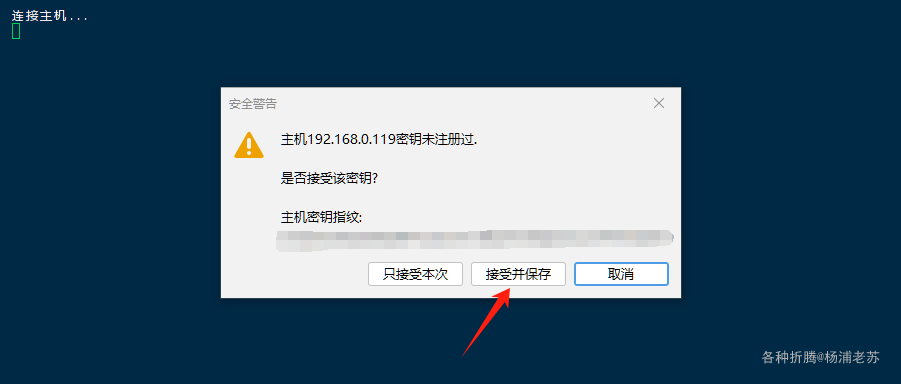 连接主机...
安全警告
主机192.168.0.119密钥未注册过.
是否接受该密钥?
主机密钥指纹:
只接受本次 接受并保存 取消
各种折腾@杨浦老苏